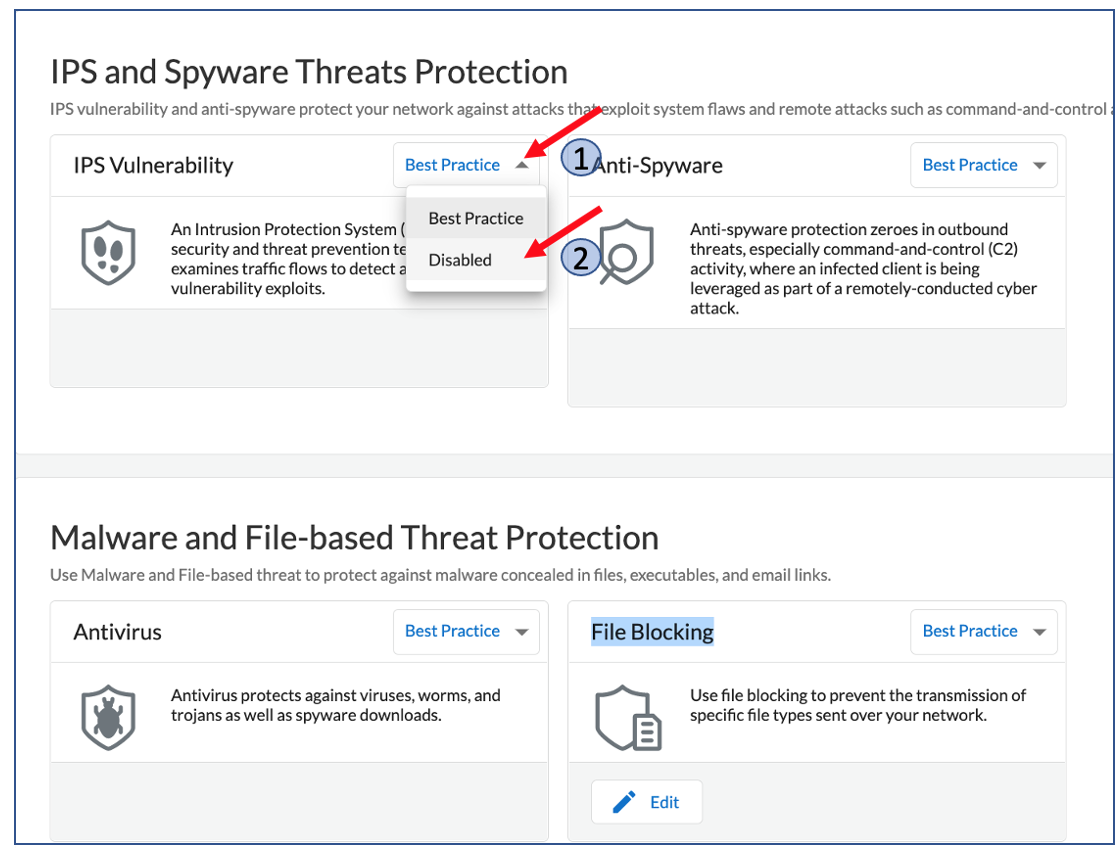 IPS and Spyware Threats Protection
IPS vulnerability and anti-spyware protect your network against attacks that exploit system flaws and remote attacks such as command-and-control
IPS Vulnerability
Best Practice
1
Anti-Spyware
Best Practice
Best Practice
Disabled
2
An Intrusion Protection System (
security and threat prevention te
examines traffic flows to detect a
vulnerability exploits.
Anti-spyware protection zeroes in outbound
threats, especially command-and-control (C2)
activity, where an infected client is being
leveraged as part of a remotely-conducted cyber
attack.
Malware and File-based Threat Protection
Use Malware and File-based threat to protect against malware concealed in files, executables, and email links.
Antivirus
Best Practice
File Blocking
Best Practice
Antivirus protects against viruses, worms, and
trojans as well as spyware downloads.
Use file blocking to prevent the transmission of
specific file types sent over your network.
Edit